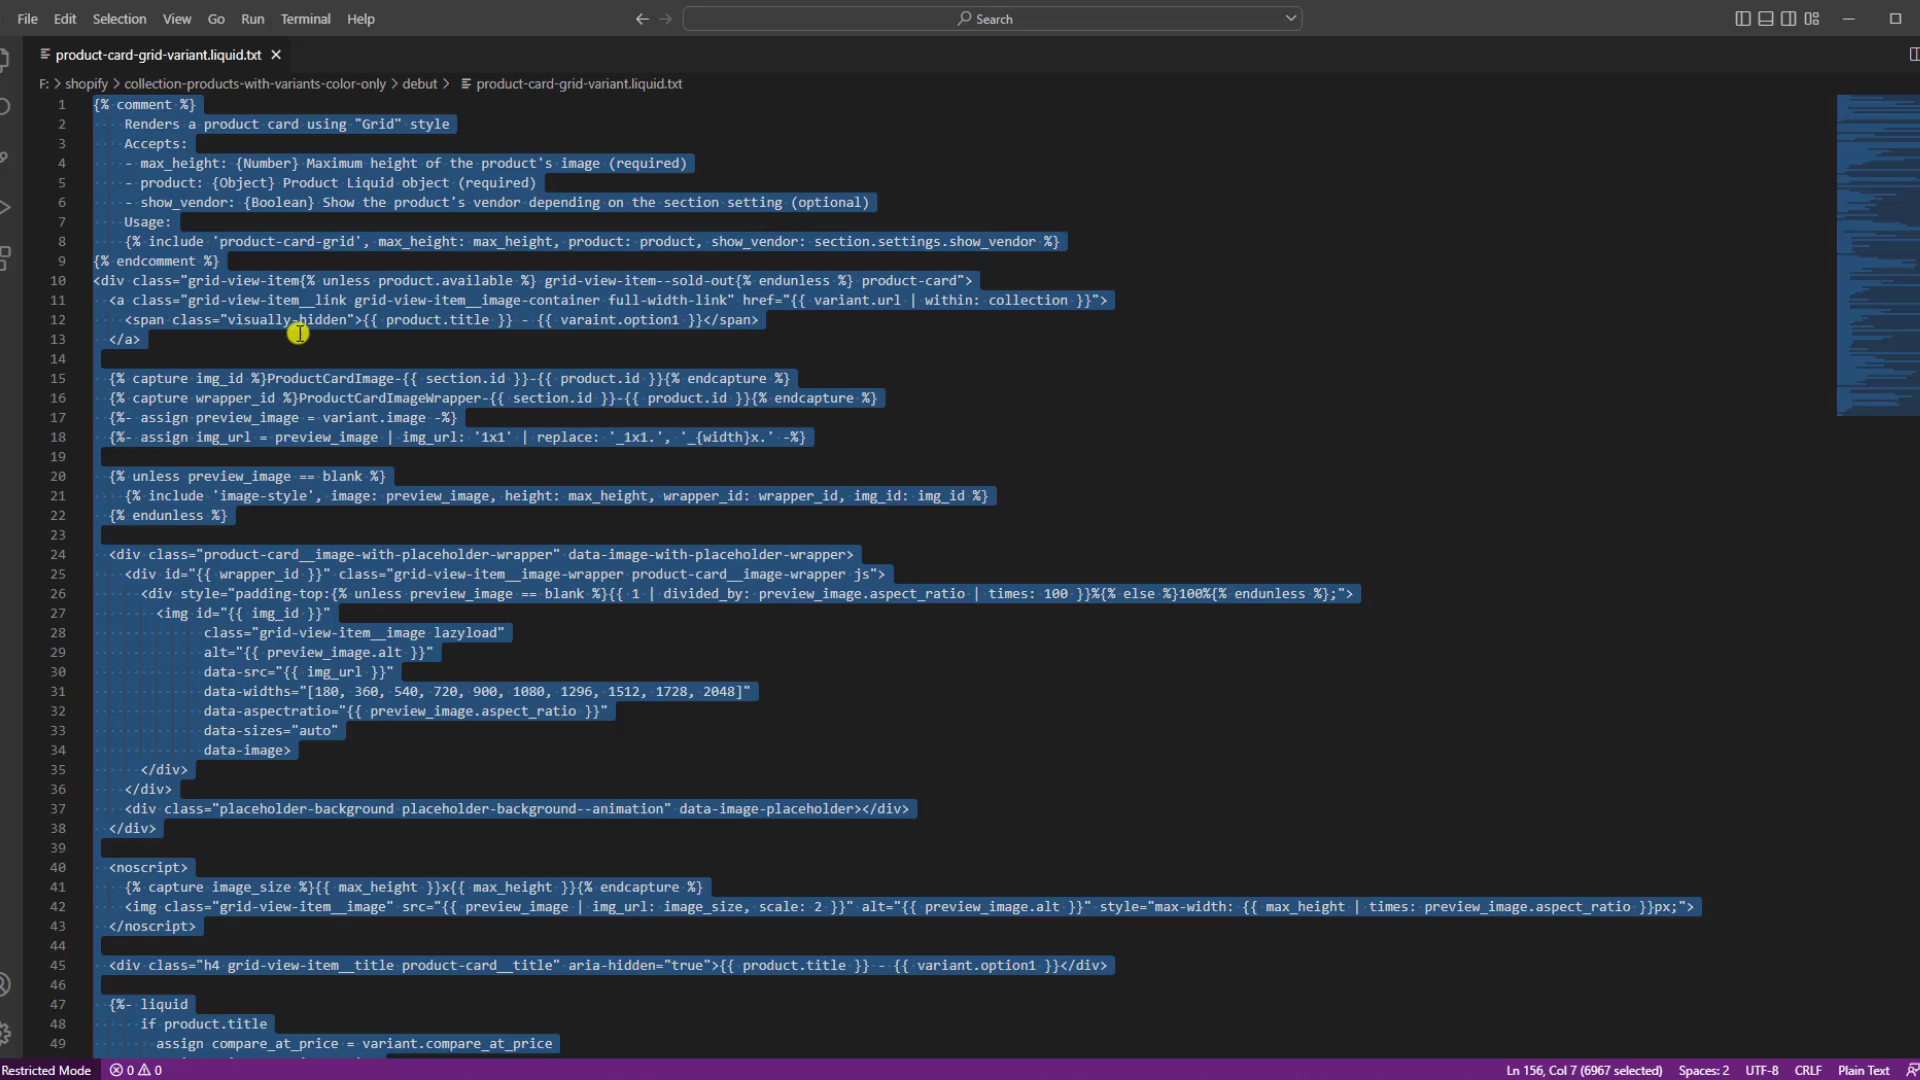 File Edit Selection View Go Run Terminal Help
Search
product-card-grid-variant.liquid.txt
F: > shopify > collection-products-with-variants-color-only > debut > product-card-grid-variant.liquid.txt
1 {% comment %}
2 Renders a product card using "Grid" style
3 Accepts:
4 - max_height: {Number} Maximum height of the product's image (required)
5 - product: {Object} Product Liquid object (required)
6 - show_vendor: {Boolean} Show the product's vendor depending on the section setting (optional)
7 Usage:
8 {% include 'product-card-grid', max_height: max_height, product: product, show_vendor: section.settings.show_vendor %}
9 {% endcomment %}
10 <div class="grid-view-item{% unless product.available %} grid-view-item--sold-out{% endunless %} product-card">
11 <a class="grid-view-item__link grid-view-item__image-container full-width-link" href="{{ variant.url | within: collection }}">
12 <span class="visually-hidden">{{ product.title }} - {{ varaint.option1 }}</span>
13 </a>
14
15 {% capture img_id %}ProductCardImage-{{ section.id }}-{{ product.id }}{% endcapture %}
16 {% capture wrapper_id %}ProductCardImageWrapper-{{ section.id }}-{{ product.id }}{% endcapture %}
17 {%- assign preview_image = variant.image -%}
18 {%- assign img_url = preview_image | img_url: '1x1' | replace: '_1x1.', '_{width}x.' -%}
19
20 {% unless preview_image == blank %}
21 {% include 'image-style', image: preview_image, height: max_height, wrapper_id: wrapper_id, img_id: img_id %}
22 {% endunless %}
23
24 <div class="product-card__image-with-placeholder-wrapper" data-image-with-placeholder-wrapper>
25 <div id="{{ wrapper_id }}" class="grid-view-item__image-wrapper product-card__image-wrapper js">
26 <div style="padding-top:{% unless preview_image == blank %}{{ 1 | divided_by: preview_image.aspect_ratio | times: 100 }}%{% else %}100%{% endunless %};">
27 <img id="{{ img_id }}"
28 class="grid-view-item__image lazyload"
29 alt="{{ preview_image.alt }}"
30 data-src="{{ img_url }}"
31 data-widths="[180, 360, 540, 720, 900, 1080, 1296, 1512, 1728, 2048]"
32 data-aspectratio="{{ preview_image.aspect_ratio }}"
33 data-sizes="auto"
34 data-image>
35 </div>
36 </div>
37 <div class="placeholder-background placeholder-background--animation" data-image-placeholder></div>
38 </div>
39
40 <noscript>
41 {% capture image_size %}{{ max_height }}x{{ max_height }}{% endcapture %}
42 <img class="grid-view-item__image" src="{{ preview_image | img_url: image_size, scale: 2 }}" alt="{{ preview_image.alt }}" style="max-width: {{ max_height | times: preview_image.aspect_ratio }}px;">
43 </noscript>
44
45 <div class="h4 grid-view-item__title product-card__title" aria-hidden="true">{{ product.title }} - {{ variant.option1 }}</div>
46
47 {%- liquid
48 if product.title
49 assign compare_at_price = variant.compare_at_price
Restricted Mode 0 0 Ln 156, Col 7 (6967 selected) Spaces: 2 UTF-8 CRLF Plain Text